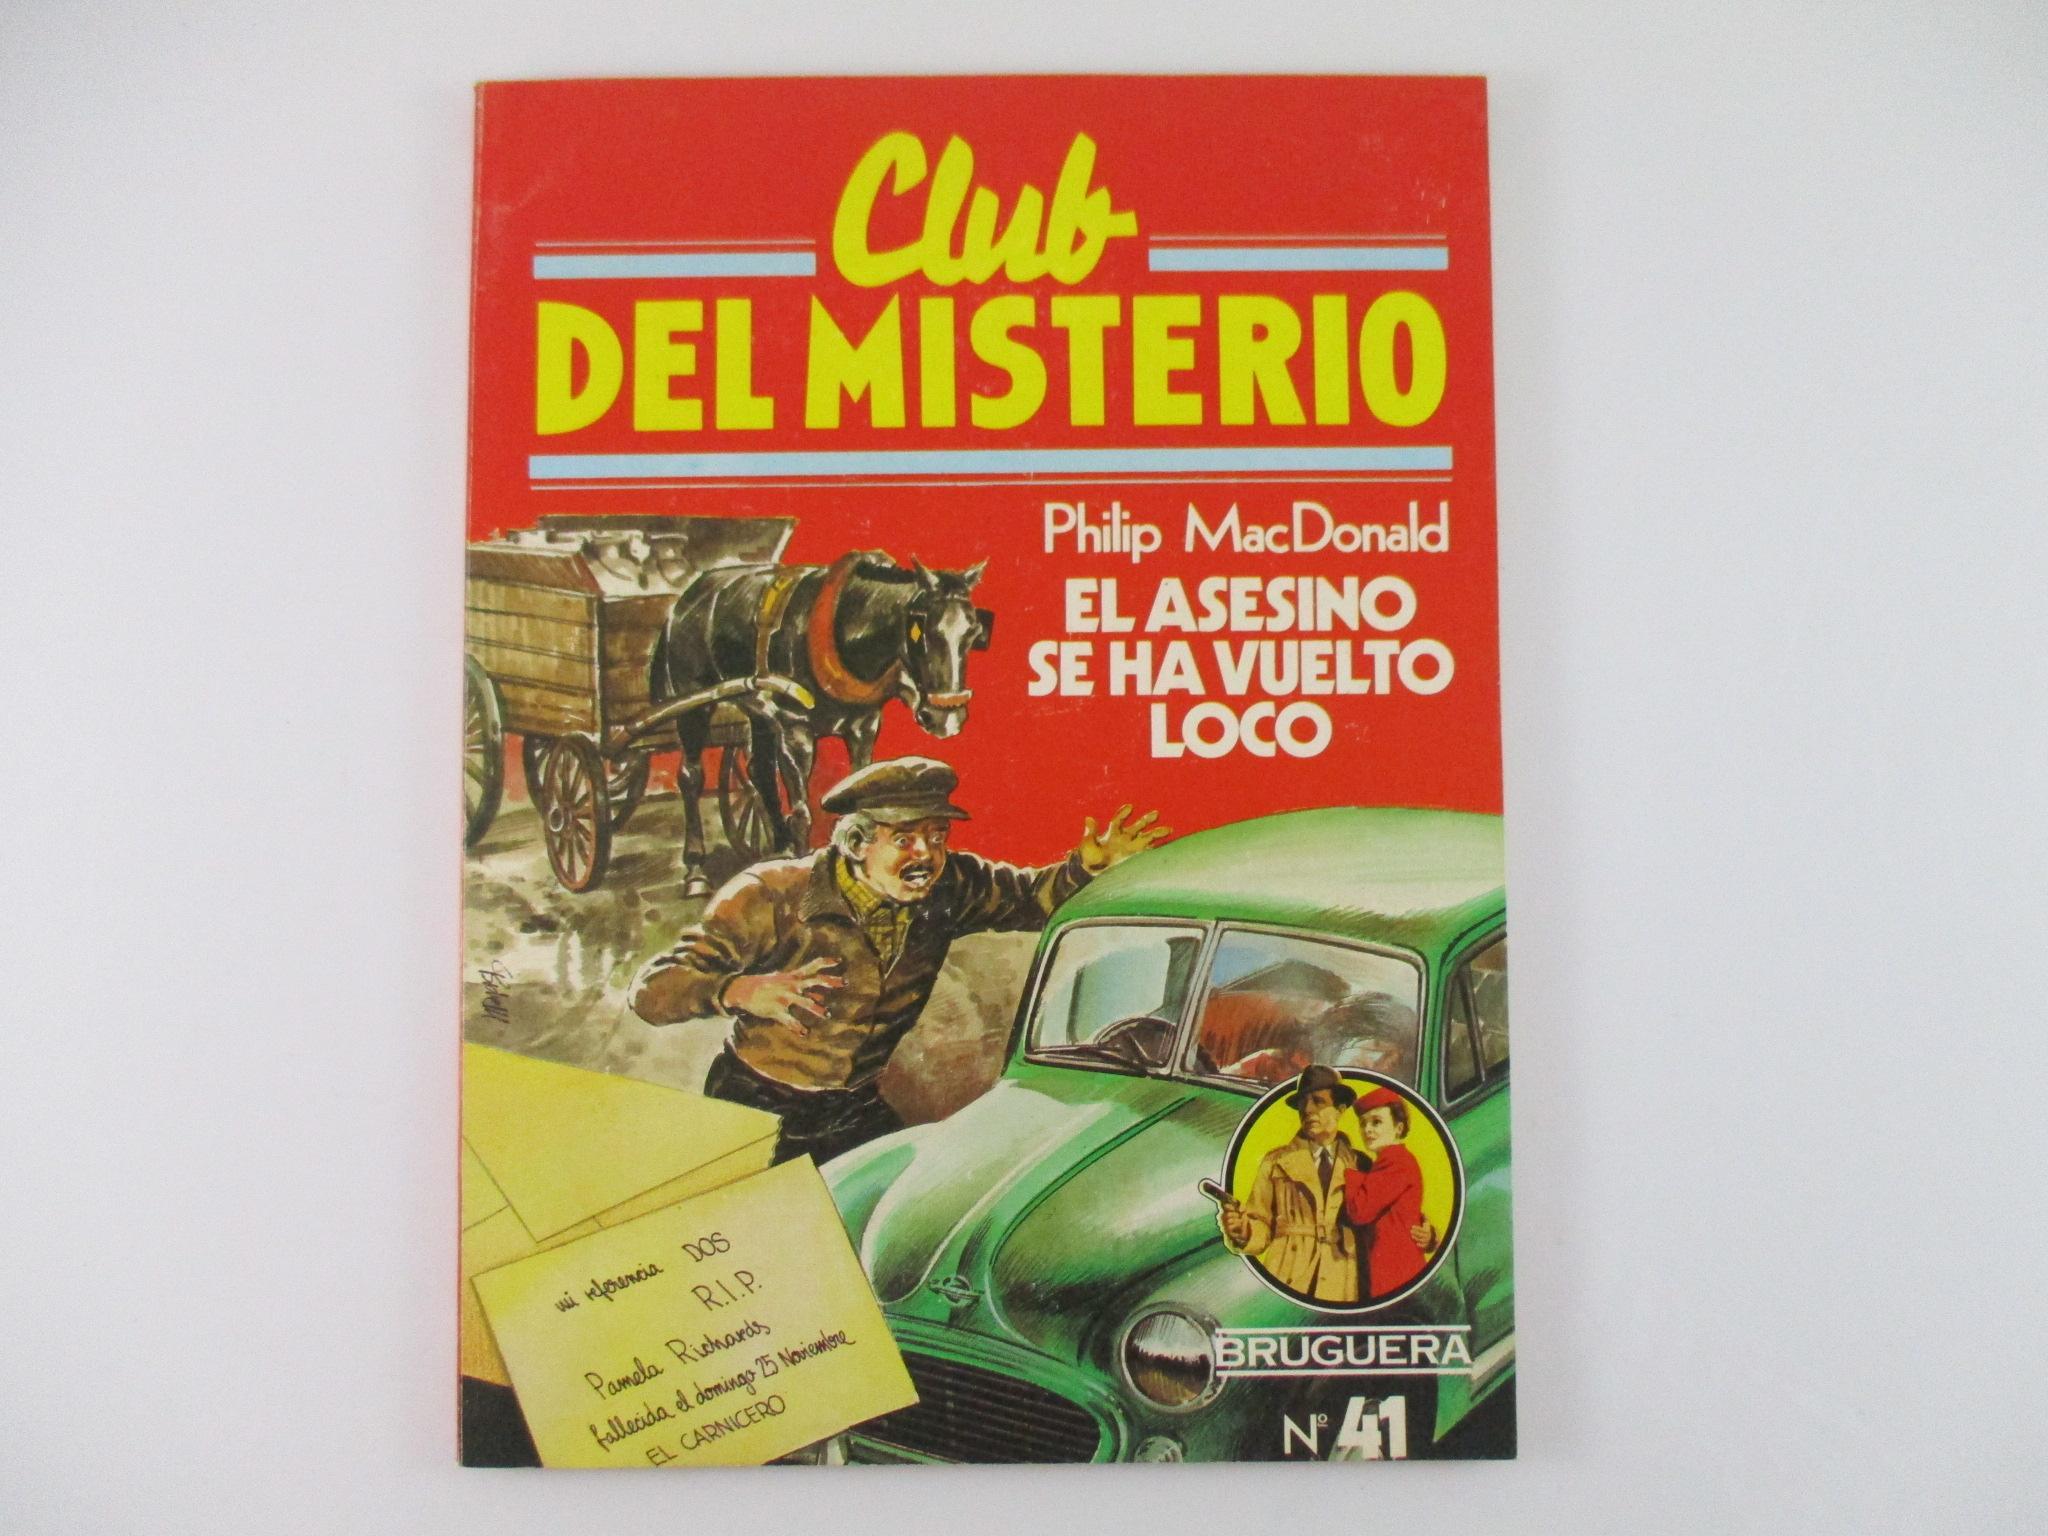 Club
DEL MISTERIO
Philip MacDonald
EL ASESINO
SE HA VUELTO
LOCO
mi referencia DOS
R.I.P.
Pamela Richards
fallecida el domingo 25 Noviembre
EL CARNICERO
BRUGUERA
Nº 41